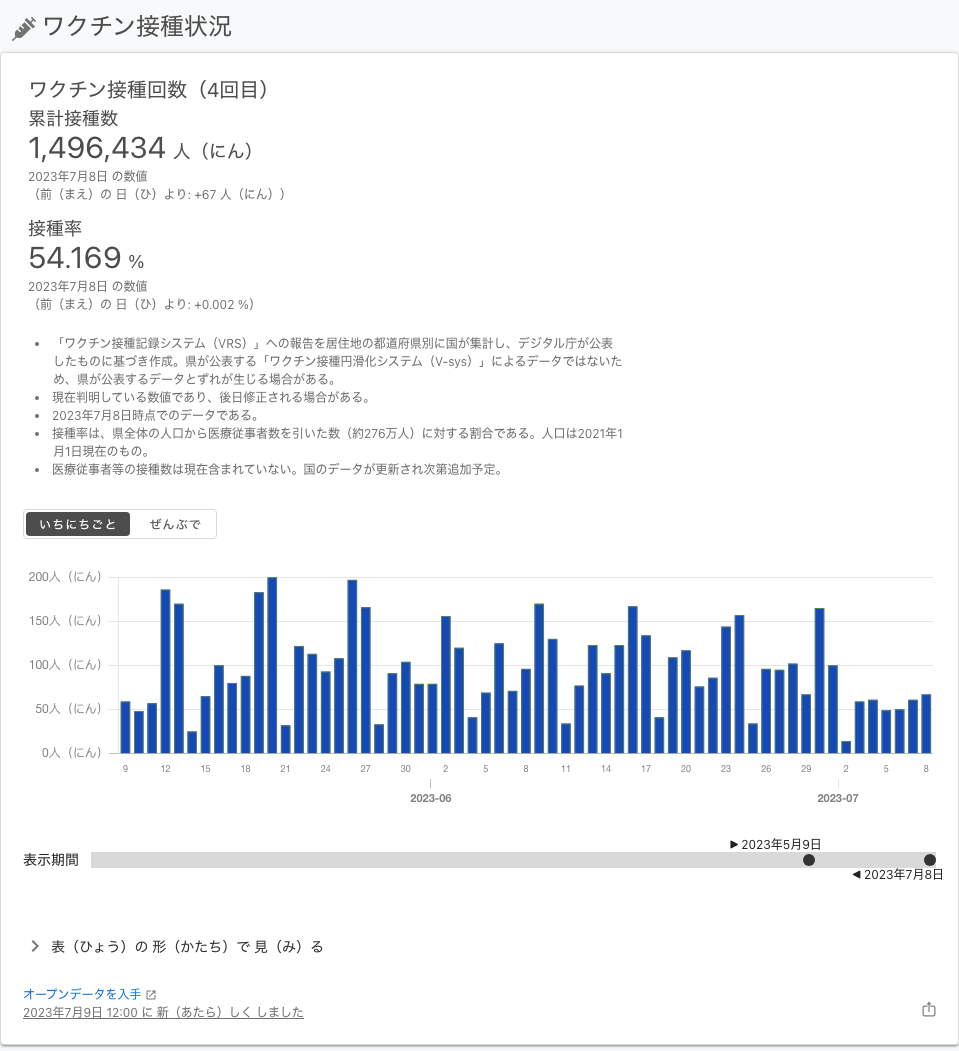 ワクチン接種状況
ワクチン接種回数（4回目）
累計接種数
1,496,434 人（にん）
2023年7月8日 の数値
（前（まえ）の 日（ひ）より: +67 人（にん））
接種率
54.169 %
2023年7月8日 の数値
（前（まえ）の 日（ひ）より: +0.002 %）
• 「ワクチン接種記録システム（VRS）」への報告を居住地の都道府県別に国が集計し、デジタル庁が公表
したものに基づき作成。県が公表する「ワクチン接種円滑化システム（V-sys）」によるデータではないた
め、県が公表するデータとずれが生じる場合がある。
• 現在判明している数値であり、後日修正される場合がある。
• 2023年7月8日時点でのデータである。
• 接種率は、県全体の人口から医療従事者数を引いた数（約276万人）に対する割合である。人口は2021年1
月1日現在のもの。
• 医療従事者等の接種数は現在含まれていない。国のデータが更新され次第追加予定。
いちにちごと ぜんぶで
200人（にん）
150人（にん）
100人（にん）
50人（にん）
0人（にん）
9 12 15 18 21 24 27 30 2 5 8 11 14 17 20 23 26 29 2 5 8
2023-06 2023-07
▶ 2023年5月9日
表示期間
◀ 2023年7月8日
表（ひょう）の 形（かたち）で 見（み）る
オープンデータを入手
2023年7月9日 12:00 に 新（あたら）しく しました